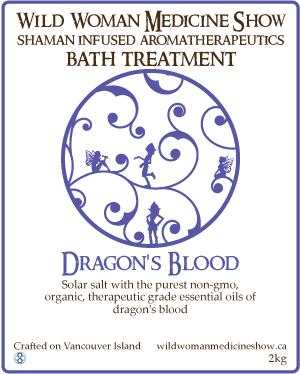 Wild Woman Medicine Show
Shaman Infused Aromatherapeutics
Bath Treatment
Dragon's Blood
Solar salt with the purest non-gmo,
organic, therapeutic grade essential oils of
dragon's blood
Crafted on Vancouver Island wildwomanmedicineshow.ca
2kg